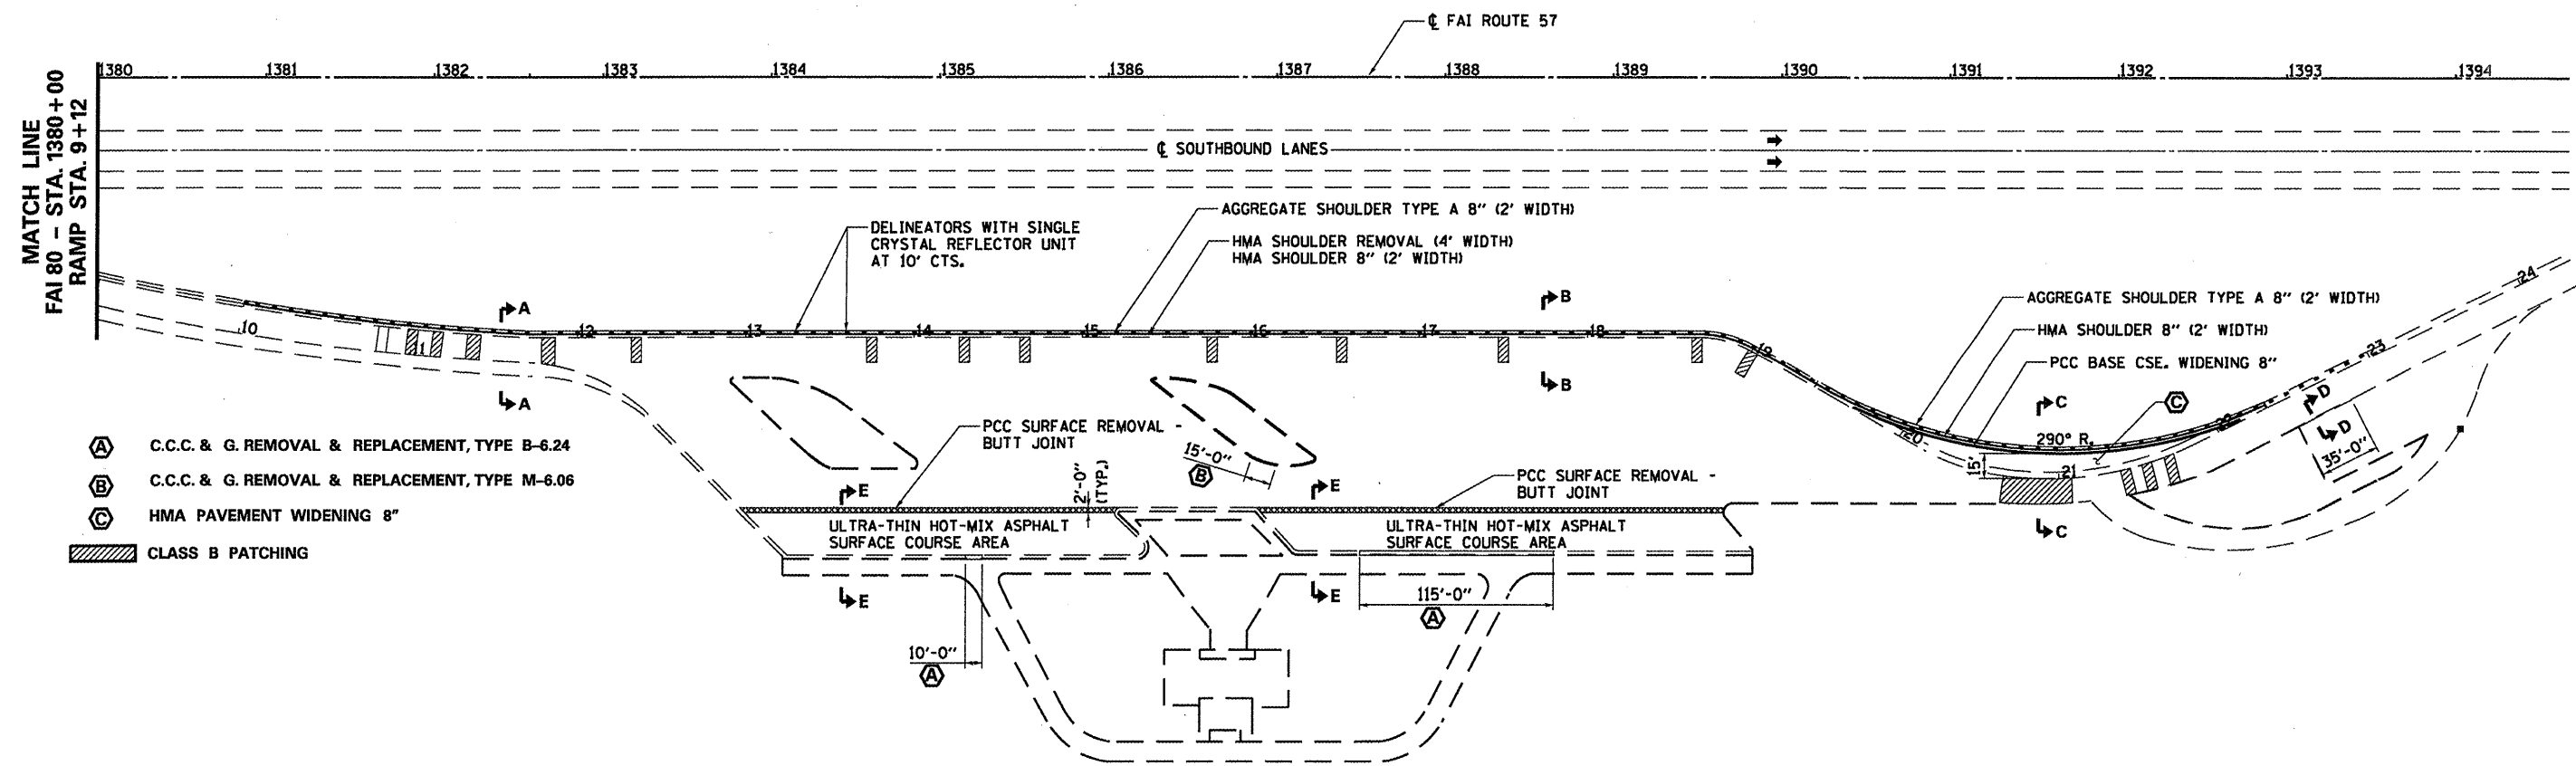 ℄ FAI ROUTE 57
1380 1381 1382 1383 1384 1385 1386 1387 1388 1389 1390 1391 1392 1393 1394
MATCH LINE
FAI 80 - STA. 1380+00
RAMP STA. 9+12
℄ SOUTHBOUND LANES
DELINEATORS WITH SINGLE
CRYSTAL REFLECTOR UNIT
AT 10' CTS.
AGGREGATE SHOULDER TYPE A 8" (2' WIDTH)
HMA SHOULDER REMOVAL (4' WIDTH)
HMA SHOULDER 8" (2' WIDTH)
AGGREGATE SHOULDER TYPE A 8" (2' WIDTH)
HMA SHOULDER 8" (2' WIDTH)
PCC BASE CSE. WIDENING 8"
10 11 12 13 14 15 16 17 18 19 20 21 22 23 24
A
A
B
B
C
C
D
D
C
290° R.
15'
35'-0"
PCC SURFACE REMOVAL -
BUTT JOINT
2'-0"
(TYP.)
15'-0"
B
PCC SURFACE REMOVAL -
BUTT JOINT
E
E
ULTRA-THIN HOT-MIX ASPHALT
SURFACE COURSE AREA
ULTRA-THIN HOT-MIX ASPHALT
SURFACE COURSE AREA
E
E
10'-0"
A
115'-0"
A
A C.C.C. & G. REMOVAL & REPLACEMENT, TYPE B-6.24
B C.C.C. & G. REMOVAL & REPLACEMENT, TYPE M-6.06
C HMA PAVEMENT WIDENING 8"
CLASS B PATCHING